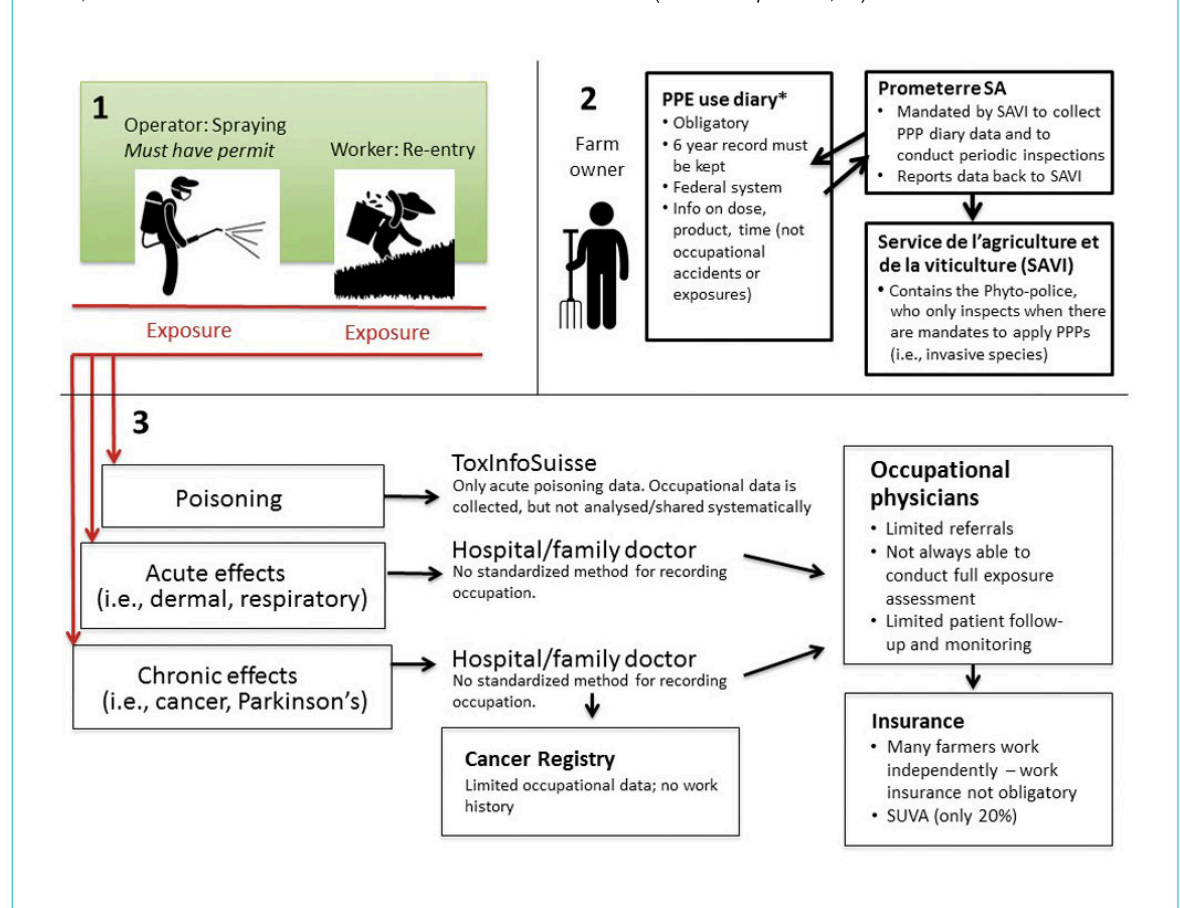 1
Operator: Spraying
Must have permit
Worker: Re-entry
Exposure
Exposure
2
Farm
owner
PPE use diary*
• Obligatory
• 6 year record must
be kept
• Federal system
• Info on dose,
product, time (not
occupational
accidents or
exposures)
Prometerre SA
• Mandated by SAVI to collect
PPP diary data and to
conduct periodic inspections
• Reports data back to SAVI
Service de l'agriculture et
de la viticulture (SAVI)
• Contains the Phyto-police,
who only inspects when there
are mandates to apply PPPs
(i.e., invasive species)
3
Poisoning
ToxInfoSuisse
Only acute poisoning data. Occupational data is
collected, but not analysed/shared systematically
Acute effects
(i.e., dermal, respiratory)
Hospital/family doctor
No standardized method for recording
occupation.
Chronic effects
(i.e., cancer, Parkinson's)
Hospital/family doctor
No standardized method for recording
occupation.
Cancer Registry
Limited occupational data; no work
history
Occupational
physicians
• Limited referrals
• Not always able to
conduct full exposure
assessment
• Limited patient follow-
up and monitoring
Insurance
• Many farmers work
independently – work
insurance not obligatory
• SUVA (only 20%)